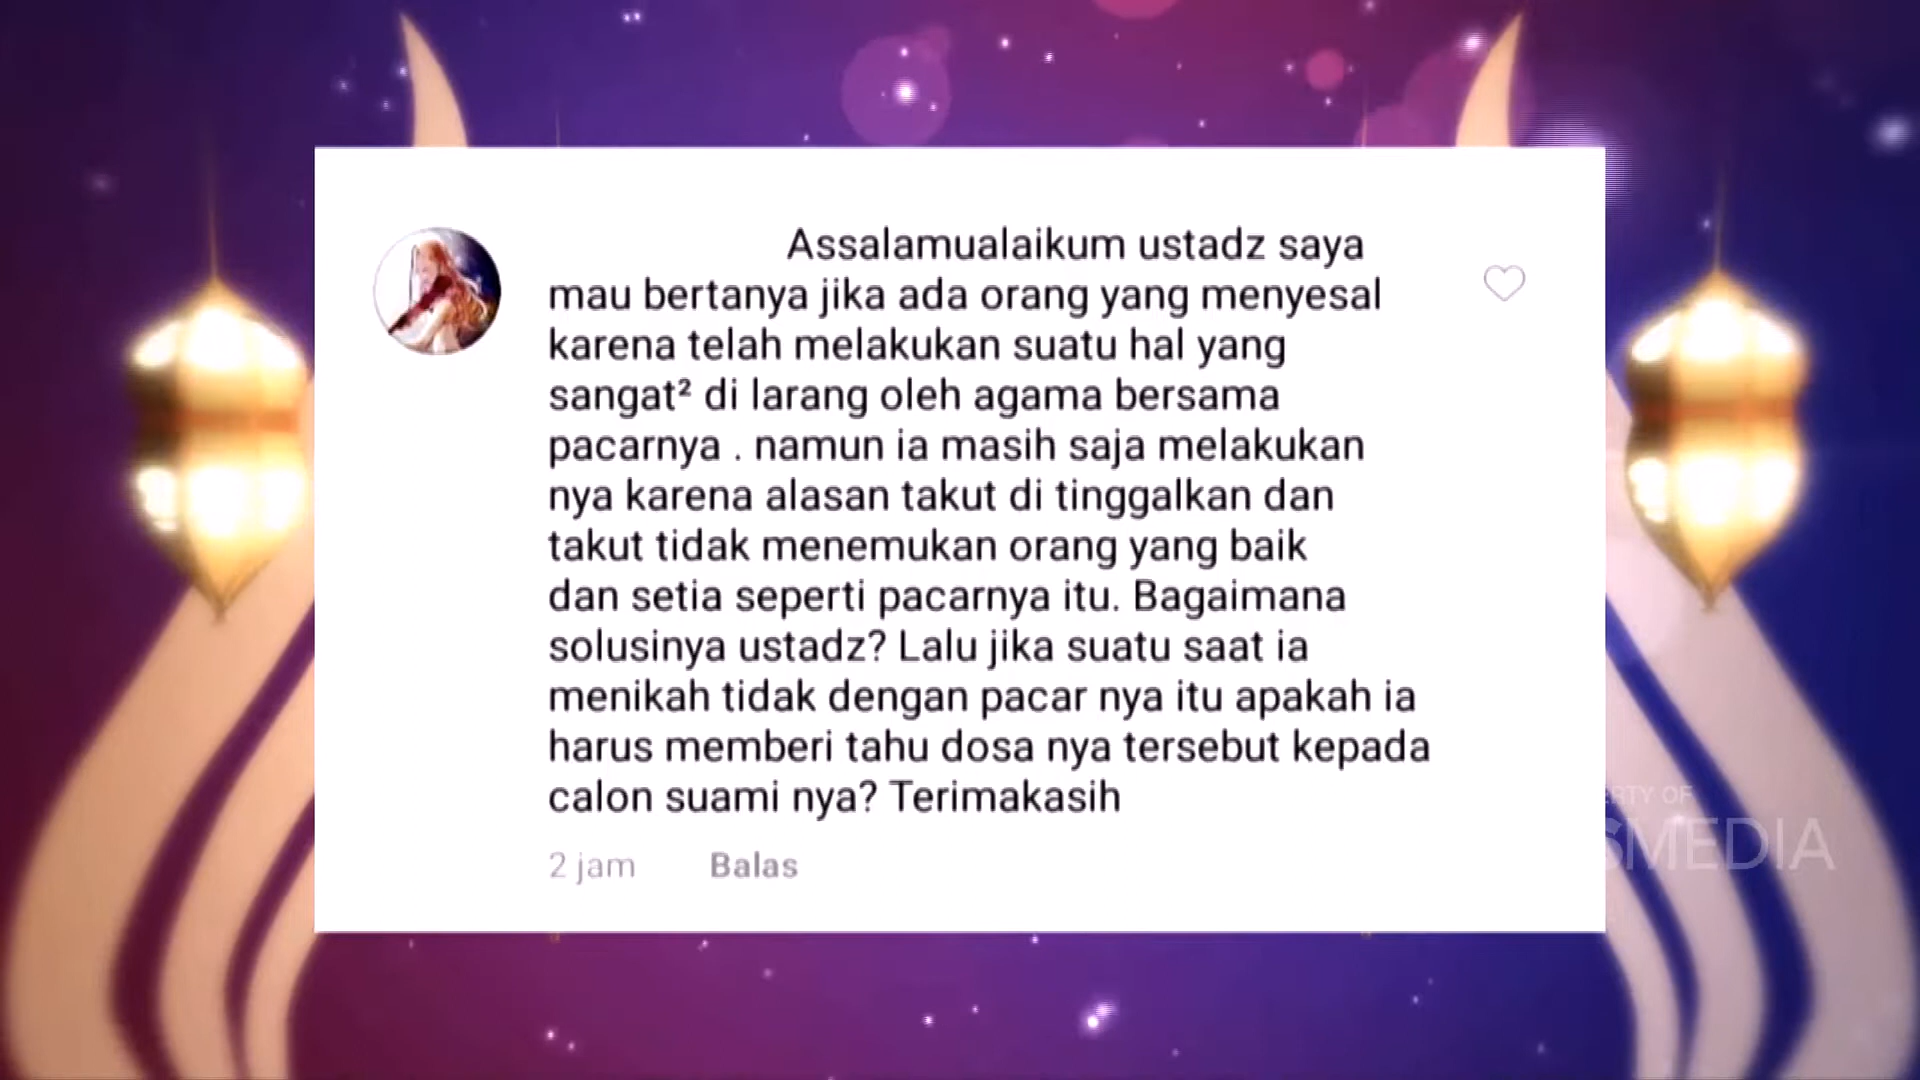 Assalamualaikum ustadz saya
mau bertanya jika ada orang yang menyesal
karena telah melakukan suatu hal yang
sangat² di larang oleh agama bersama
pacarnya . namun ia masih saja melakukan
nya karena alasan takut di tinggalkan dan
takut tidak menemukan orang yang baik
dan setia seperti pacarnya itu. Bagaimana
solusinya ustadz? Lalu jika suatu saat ia
menikah tidak dengan pacar nya itu apakah ia
harus memberi tahu dosa nya tersebut kepada
calon suami nya? Terimakasih
2 jam Balas
OF